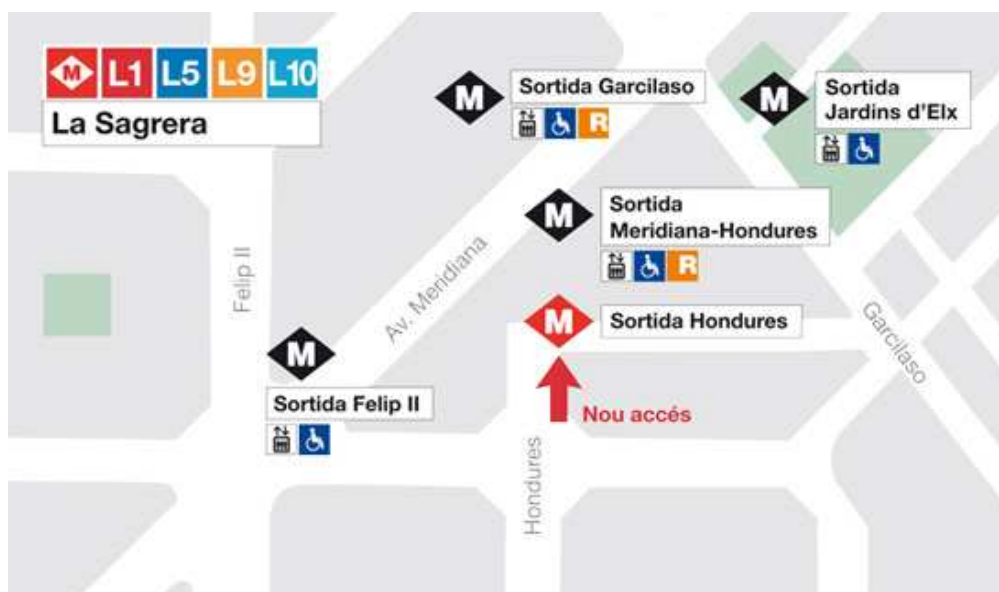 M L1 L5 L9 L10
La Sagrera
M
Sortida Garcilaso
R
M
Sortida
Jardins d'Elx
M
Sortida
Meridiana-Hondures
R
Felip II
Av. Meridiana
M
Sortida Hondures
Garcilaso
M
Sortida Felip II
Nou accés
Hondures